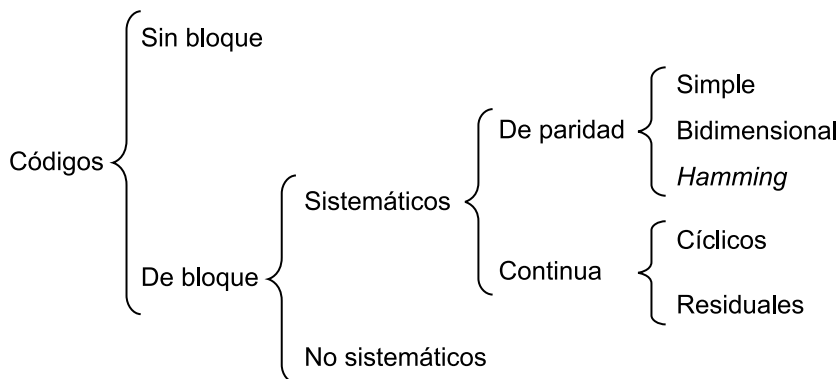 Códigos
Sin bloque
De bloque
Sistemáticos
No sistemáticos
De paridad
Continua
Simple
Bidimensional
Hamming
Cíclicos
Residuales